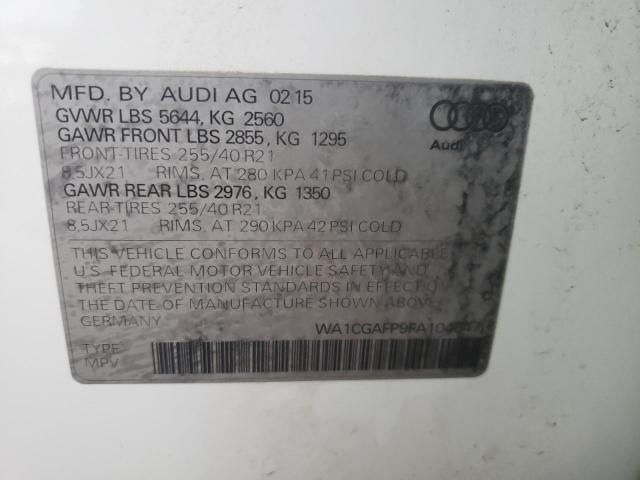 MFD. BY AUDI AG 02 15
GVWR LBS 5644, KG 2560
GAWR FRONT LBS 2855, KG 1295
FRONT-TIRES 255/40 R21
8,5JX21 RIMS. AT 280 KPA 41 PSI COLD
GAWR REAR LBS 2976, KG 1350
REAR-TIRES 255/40 R21
8,5JX21 RIMS. AT 290 KPA 42 PSI COLD
THIS VEHICLE CONFORMS TO ALL APPLICABLE
U.S. FEDERAL MOTOR VEHICLE SAFETY AND
THEFT PREVENTION STANDARDS IN EFFECT ON
THE DATE OF MANUFACTURE SHOWN ABOVE.
GERMANY
TYPE
MPV
Audi